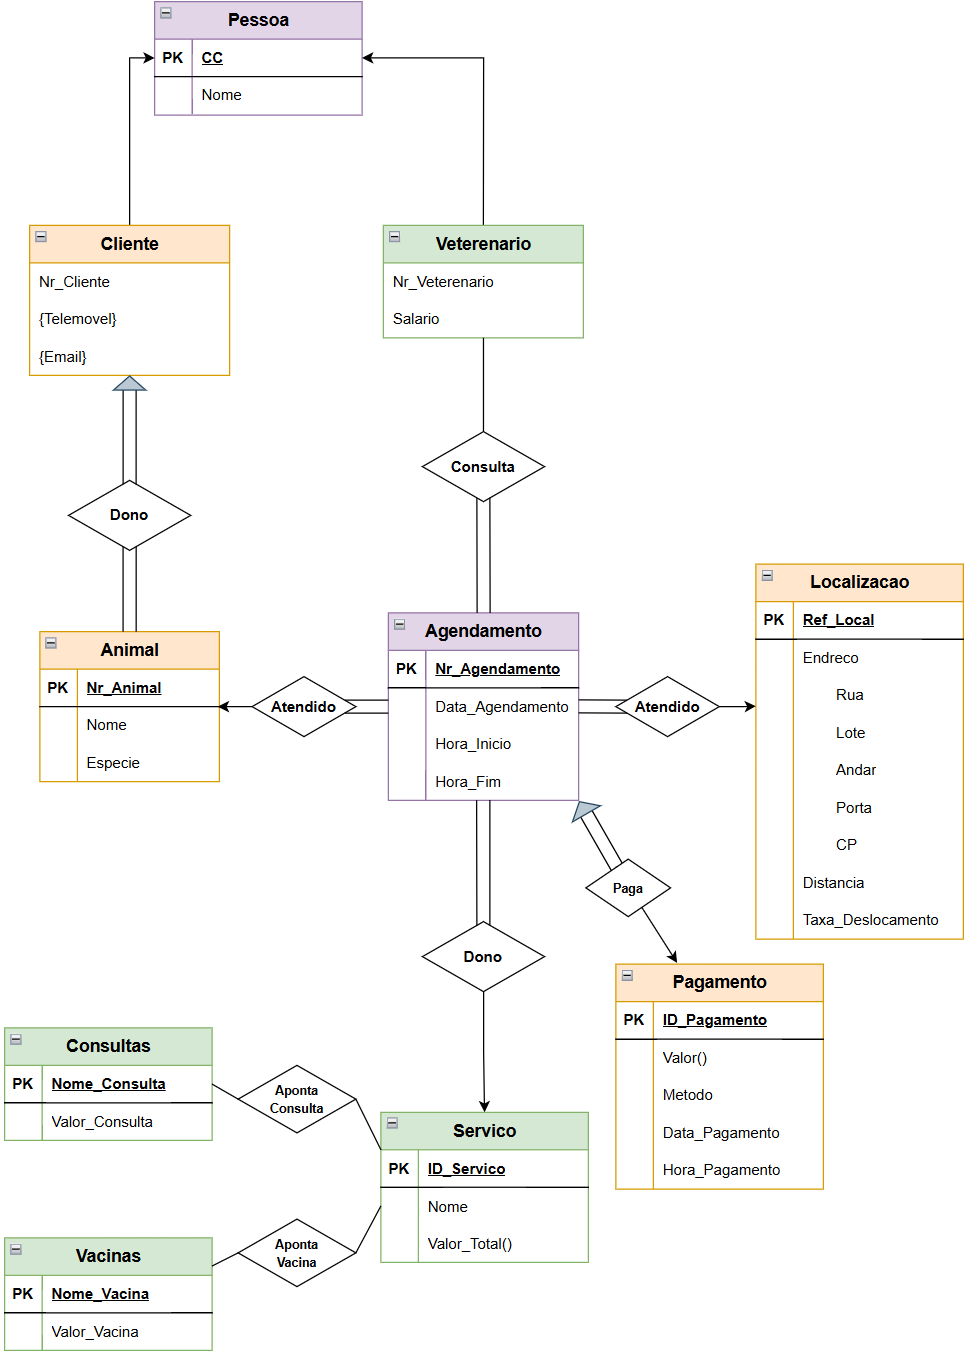 Pessoa
PK CC
Nome
Cliente
Nr_Cliente
{Telemovel}
{Email}
Veterenario
Nr_Veterenario
Salario
Consulta
Dono
Animal
PK Nr_Animal
Nome
Especie
Atendido
Agendamento
PK Nr_Agendamento
Data_Agendamento
Hora_Inicio
Hora_Fim
Atendido
Localizacao
PK Ref_Local
Endreco
Rua
Lote
Andar
Porta
CP
Distancia
Taxa_Deslocamento
Paga
Dono
Pagamento
PK ID_Pagamento
Valor()
Metodo
Data_Pagamento
Hora_Pagamento
Consultas
PK Nome_Consulta
Valor_Consulta
Aponta
Consulta
Servico
PK ID_Servico
Nome
Valor_Total()
Aponta
Vacina
Vacinas
PK Nome_Vacina
Valor_Vacina